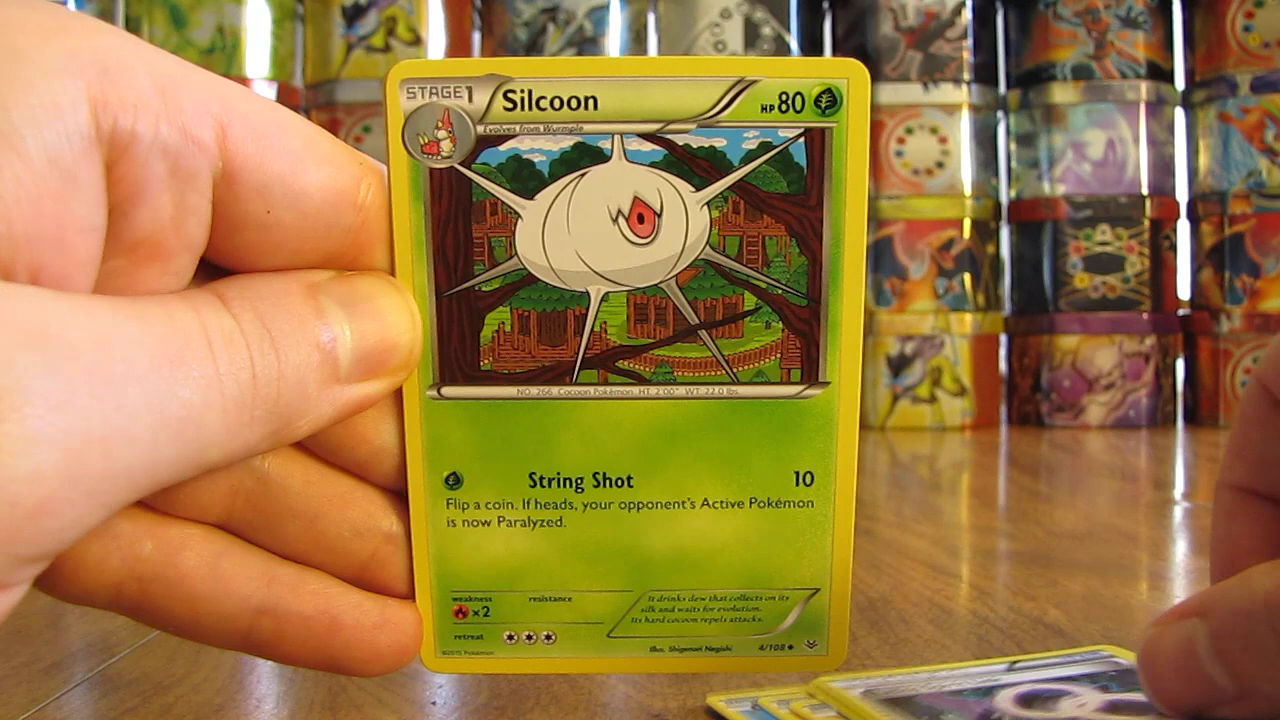 STAGE1 Silcoon HP80
Evolves from Wurmple
NO. 266 Cocoon Pokémon HT: 2'00" WT: 22.0 lbs.
String Shot 10
Flip a coin. If heads, your opponent's Active Pokémon
is now Paralyzed.
weakness resistance
×2
retreat
It drinks dew that collects on its
silk and waits for evolution.
Its hard cocoon repels attacks.
©2015 Pokémon Illus. Shigenori Negishi 4/108